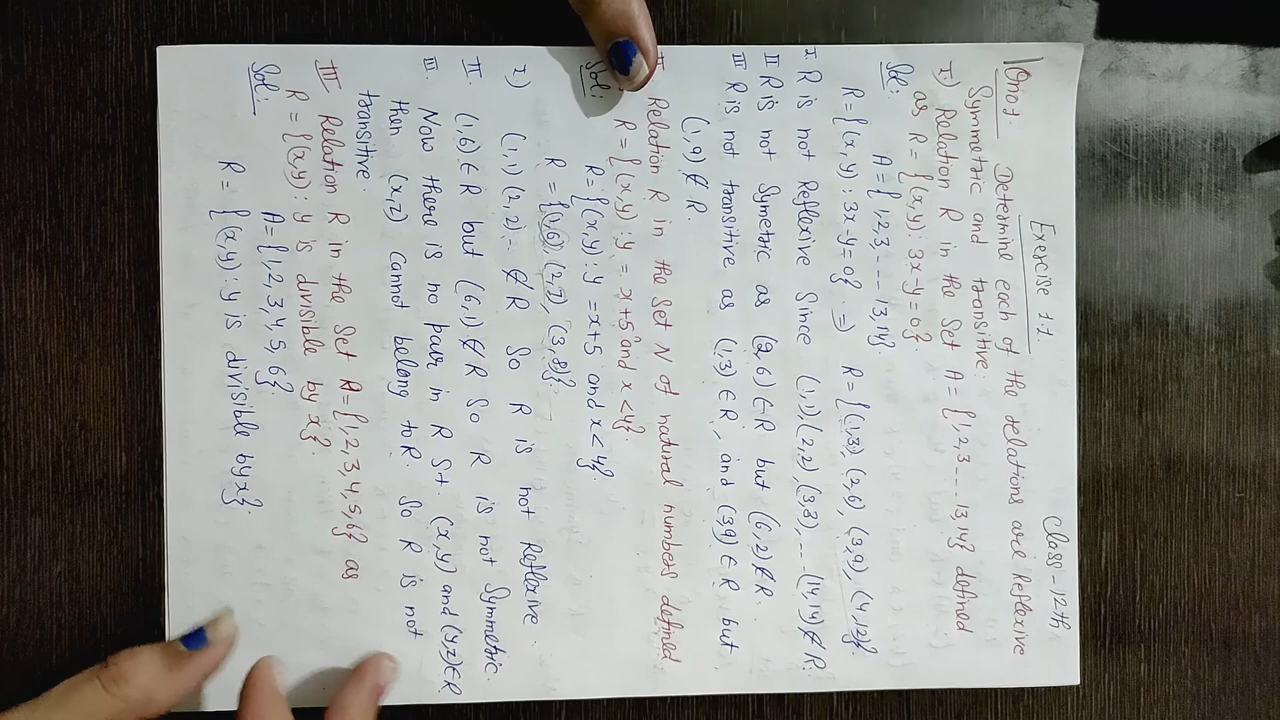 Class-12th
Exercise 1.1
Qno1. Determine each of the relations are Reflexive
Symmetric and transitive:
I) Relation R in the Set A = {1,2,3---13,14} defined
as R = {(x,y): 3x-y=0}.
Sol: A={1,2,3---13,14}.
R={(x,y): 3x-y=0} ⇒ R={(1,3),(2,6),(3,9),(4,12)}
I R is not Reflexive Since (1,1),(2,2),(3,3),---(14,14)∉R.
II R is not Symetric as (2,6)∈R but (6,2)∉R.
III R is not transitive as (1,3)∈R, and (3,9)∈R but
(1,9)∉R.
II Relation R in the Set N of natural numbers defined
R={(x,y):y=x+5 and x<4}.
Sol: R={(x,y):y=x+5 and x<4}.
R={(1,6),(2,7),(3,8)}.
I) (1,1)(2,2)-∉R So R is not Reflexive.
II. (1,6)∈R but (6,1)∉R So R is not Symmetric.
III. Now there is no pair in R St. (x,y) and (y,z)∈R
then (x,z) cannot belong to R. So R is not
transitive.
III Relation R in the Set A={1,2,3,4,5,6} as
R={(x,y): y is divisible by x}.
Sol: A={1,2,3,4,5,6}.
R={(x,y): y is divisible by x}.